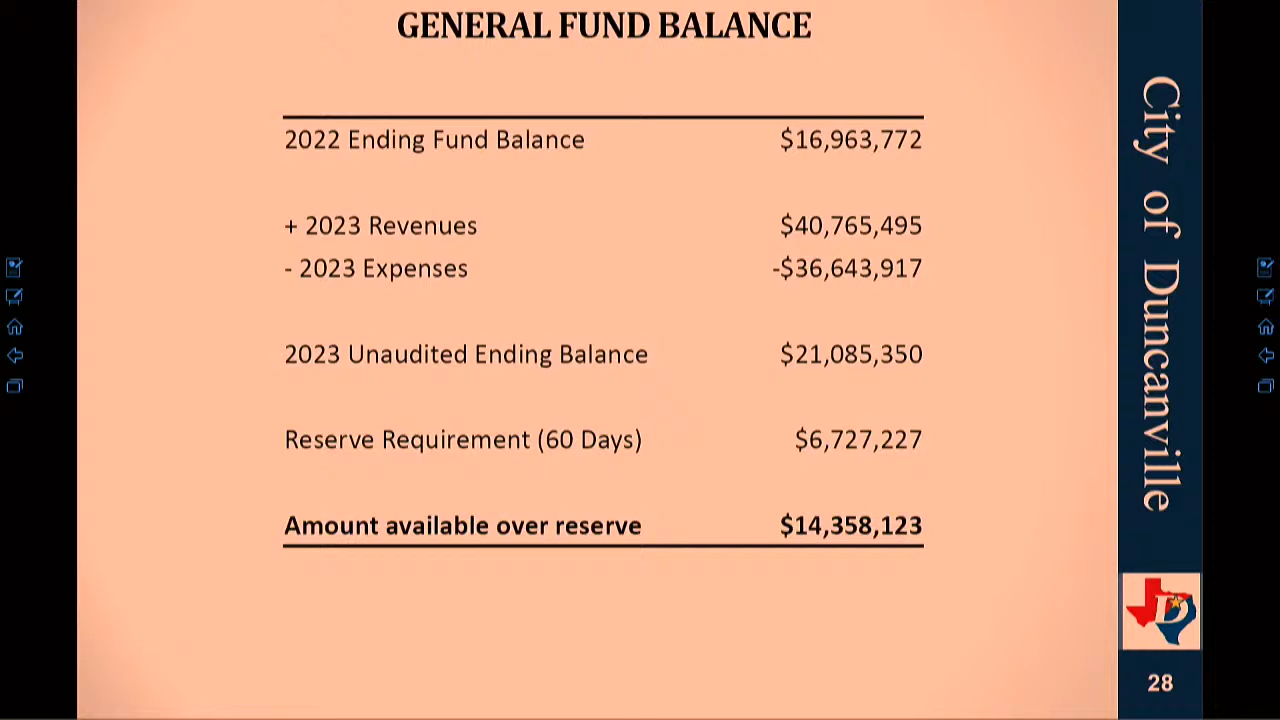 GENERAL FUND BALANCE
2022 Ending Fund Balance $16,963,772
+ 2023 Revenues $40,765,495
- 2023 Expenses -$36,643,917
2023 Unaudited Ending Balance $21,085,350
Reserve Requirement (60 Days) $6,727,227
Amount available over reserve $14,358,123
City of Duncanville
D
28